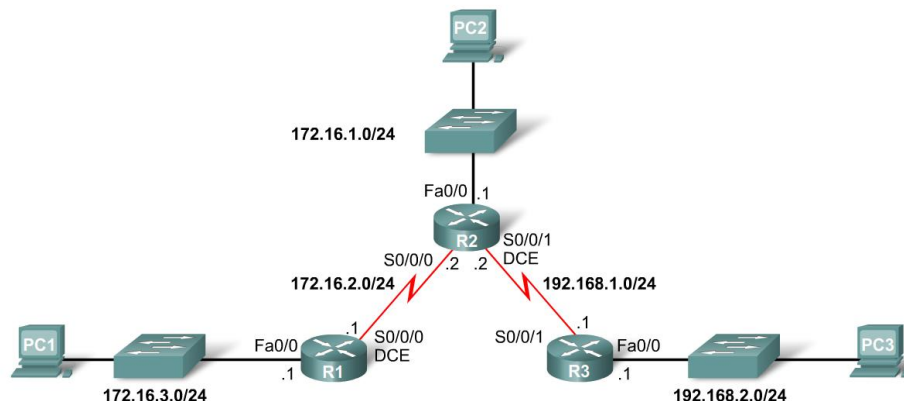 PC2
172.16.1.0/24
Fa0/0
.1
R2
S0/0/1
DCE
S0/0/0
.2
.2
172.16.2.0/24
192.168.1.0/24
.1
.1
S0/0/0
DCE
S0/0/1
PC1
Fa0/0
.1
R1
R3
Fa0/0
.1
PC3
172.16.3.0/24
192.168.2.0/24